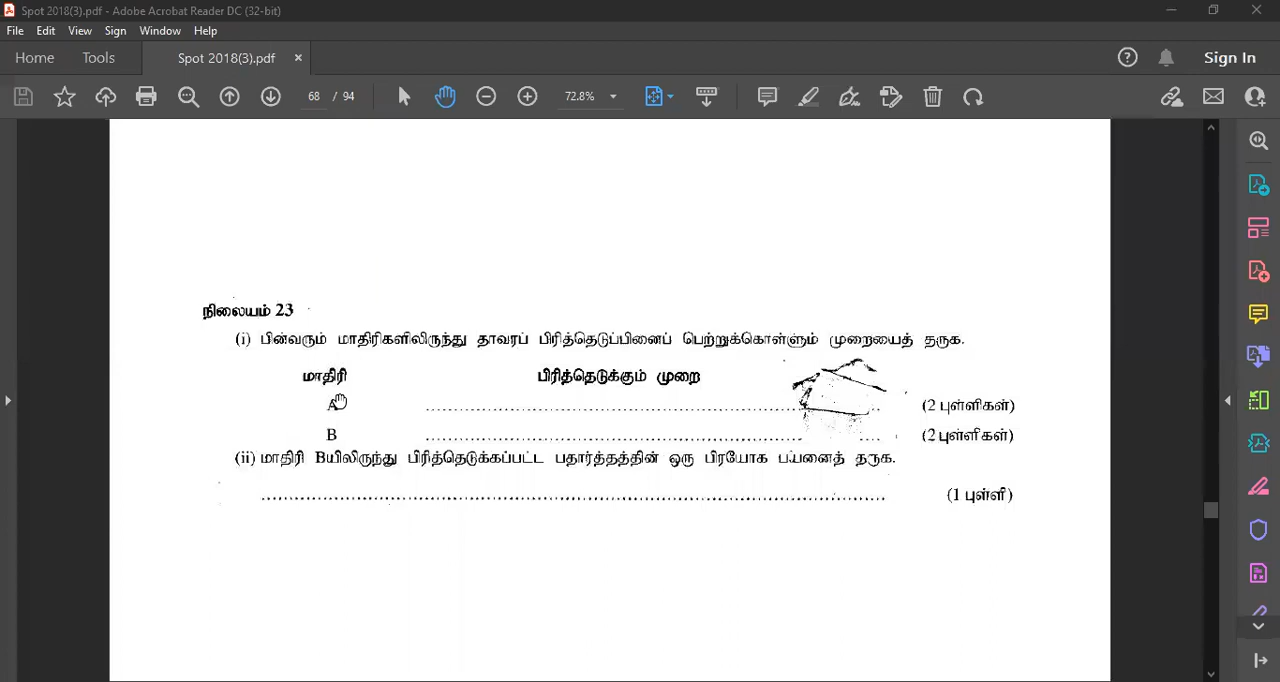 Spot 2018(3).pdf - Adobe Acrobat Reader DC (32-bit)
File Edit View Sign Window Help
Home Tools Spot 2018(3).pdf × Sign In
68 / 94 72.8%
நிலையம் 23
(i) பின்வரும் மாதிரிகளிலிருந்து தாவரப் பிரித்தெடுப்பினைப் பெற்றுக்கொள்ளும் முறையைத் தருக.
மாதிரி பிரித்தெடுக்கும் முறை
A ........................................ (2 புள்ளிகள்)
B ........................................ (2 புள்ளிகள்)
(ii) மாதிரி Bயிலிருந்து பிரித்தெடுக்கப்பட்ட பதார்த்தத்தின் ஒரு பிரயோக பயனைத் தருக.
........................................ (1 புள்ளி)